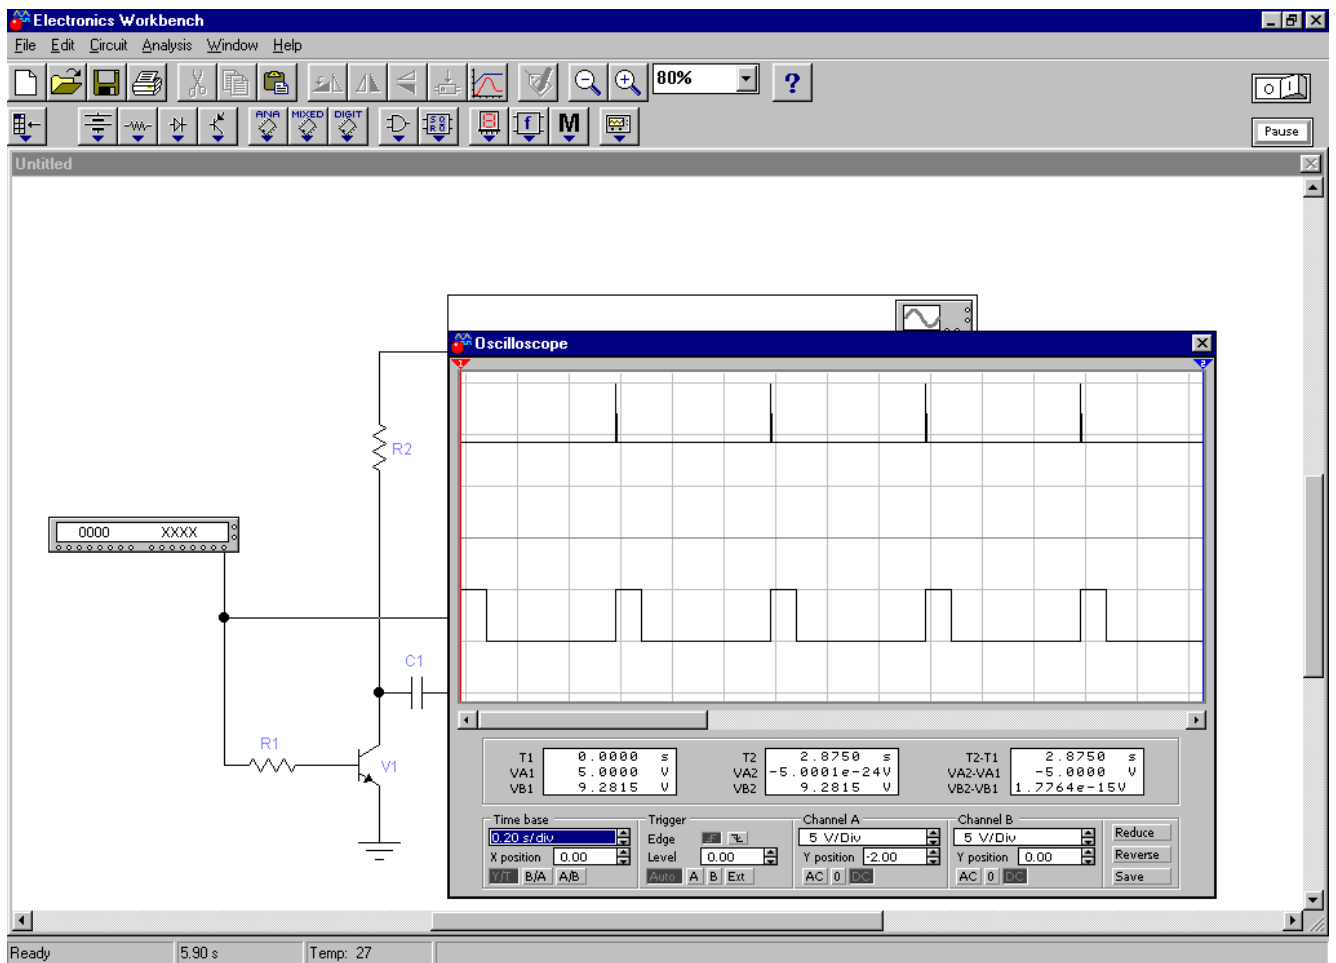 Electronics Workbench
File Edit Circuit Analysis Window Help
80% ?
0 1
ANA MIXED DIGIT
f M
Pause
Untitled
1 2
Oscilloscope
R2
0000 XXXX
C1
R1
V1
T1 0.0000 s
VA1 5.0000 V
VB1 9.2815 V
T2 2.8750 s
VA2 -5.0001e-24V
VB2 9.2815 V
T2-T1 2.8750 s
VA2-VA1 -5.0000 V
VB2-VB1 1.7764e-15V
Time base
0.20 s/div
X position 0.00
Y/T B/A A/B
Trigger
Edge
Level 0.00
Auto A B Ext
Channel A
5 V/Div
Y position -2.00
AC 0 DC
Channel B
5 V/Div
Y position 0.00
AC 0 DC
Reduce
Reverse
Save
Ready 5.90 s Temp: 27